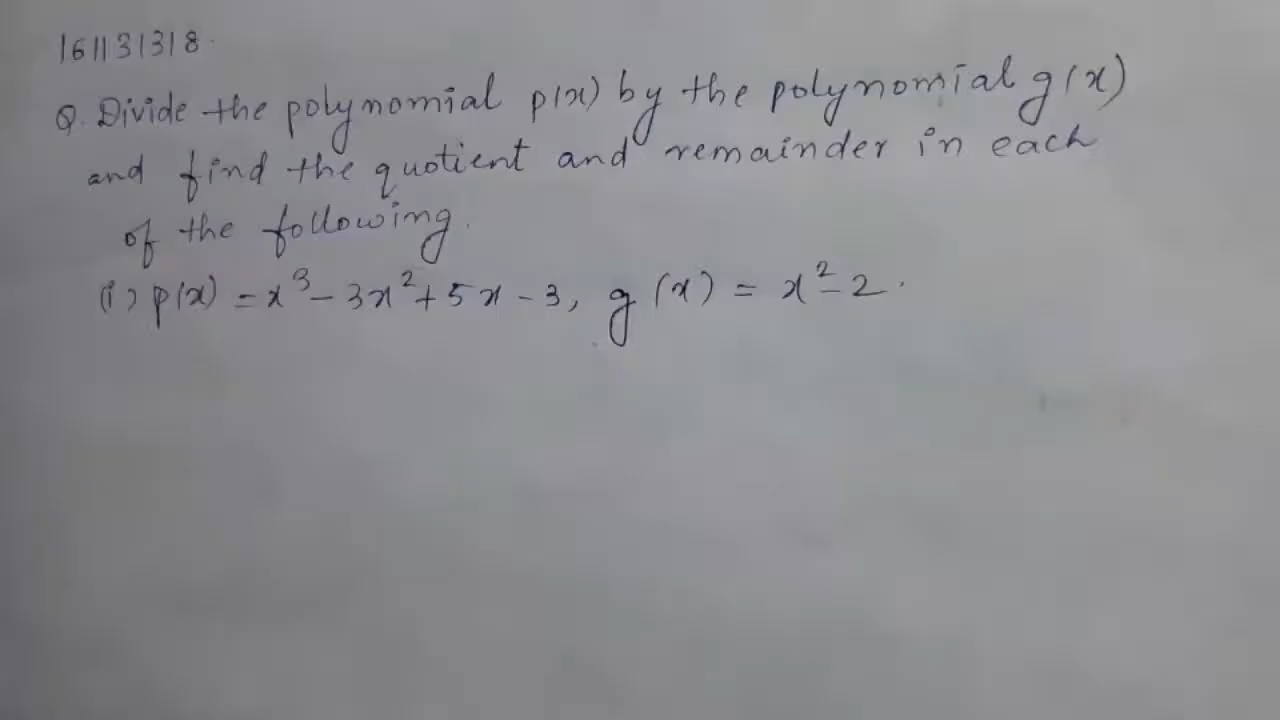 161131318.
Q. Divide the polynomial p(x) by the polynomial g(x)
and find the quotient and remainder in each
of the following.
(i) p(x) = x³ - 3x² + 5x - 3, g(x) = x² - 2.